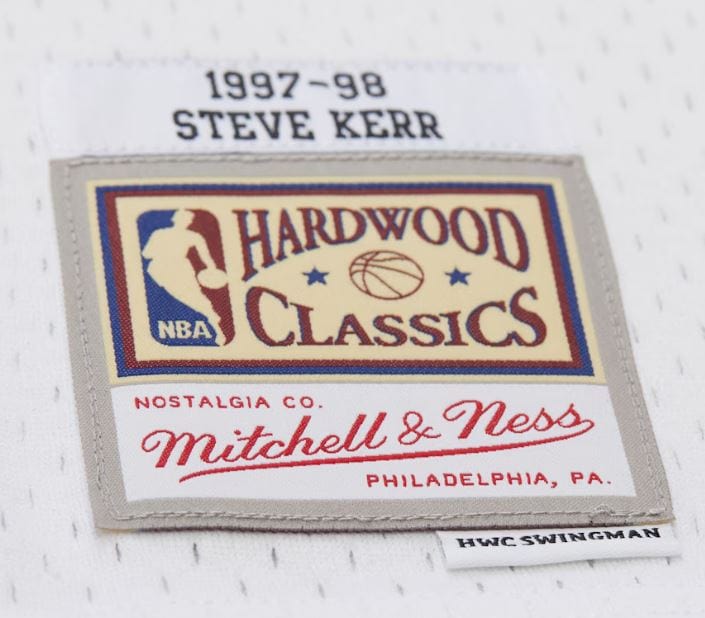 1997-98
STEVE KERR
HARDWOOD
CLASSICS
NBA
NOSTALGIA CO.
Mitchell & Ness
PHILADELPHIA, PA.
HWC SWINGMAN